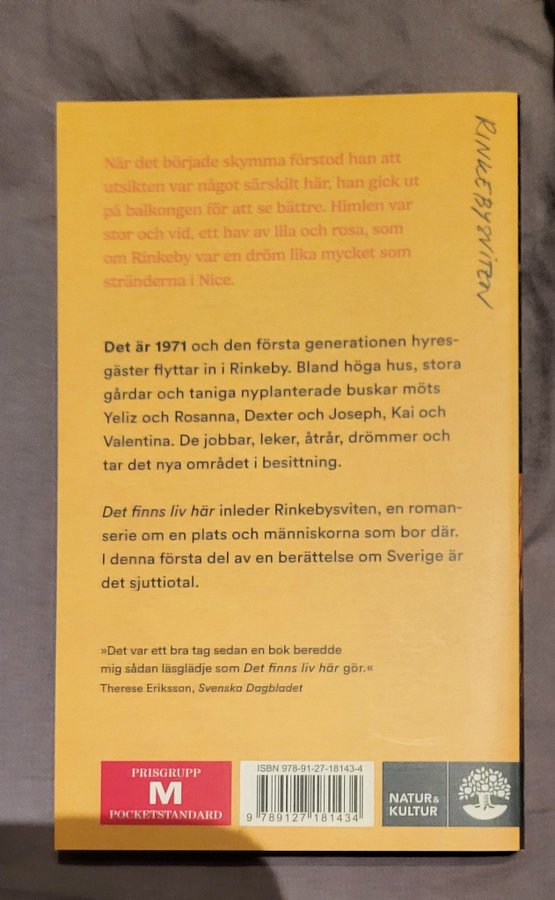 När det började skymma förstod han att
utsikten var något särskilt här, han gick ut
på balkongen för att se bättre. Himlen var
stor och vid, ett hav av lila och rosa, som
om Rinkeby var en dröm lika mycket som
stränderna i Nice.
RINKEBYSVITEN
Det är 1971 och den första generationen hyres-
gäster flyttar in i Rinkeby. Bland höga hus, stora
gårdar och taniga nyplanterade buskar möts
Yeliz och Rosanna, Dexter och Joseph, Kai och
Valentina. De jobbar, leker, åtrår, drömmer och
tar det nya området i besittning.
Det finns liv här inleder Rinkebysviten, en roman-
serie om en plats och människorna som bor där.
I denna första del av en berättelse om Sverige är
det sjuttiotal.
»Det var ett bra tag sedan en bok beredde
mig sådan läsglädje som Det finns liv här gör.«
Therese Eriksson, Svenska Dagbladet
PRISGRUPP
M
POCKETSTANDARD
ISBN 978-91-27-18143-4
9 789127 181434
NATUR &
KULTUR